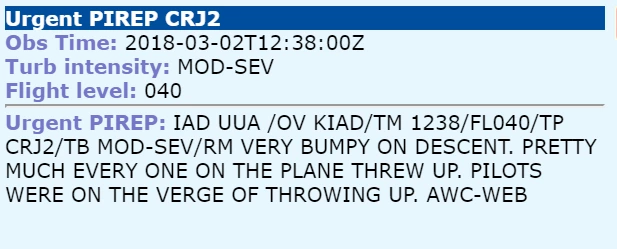 Urgent PIREP CRJ2
Obs Time: 2018-03-02T12:38:00Z
Turb intensity: MOD-SEV
Flight level: 040
Urgent PIREP: IAD UUA /OV KIAD/TM 1238/FL040/TP
CRJ2/TB MOD-SEV/RM VERY BUMPY ON DESCENT. PRETTY
MUCH EVERY ONE ON THE PLANE THREW UP. PILOTS
WERE ON THE VERGE OF THROWING UP. AWC-WEB